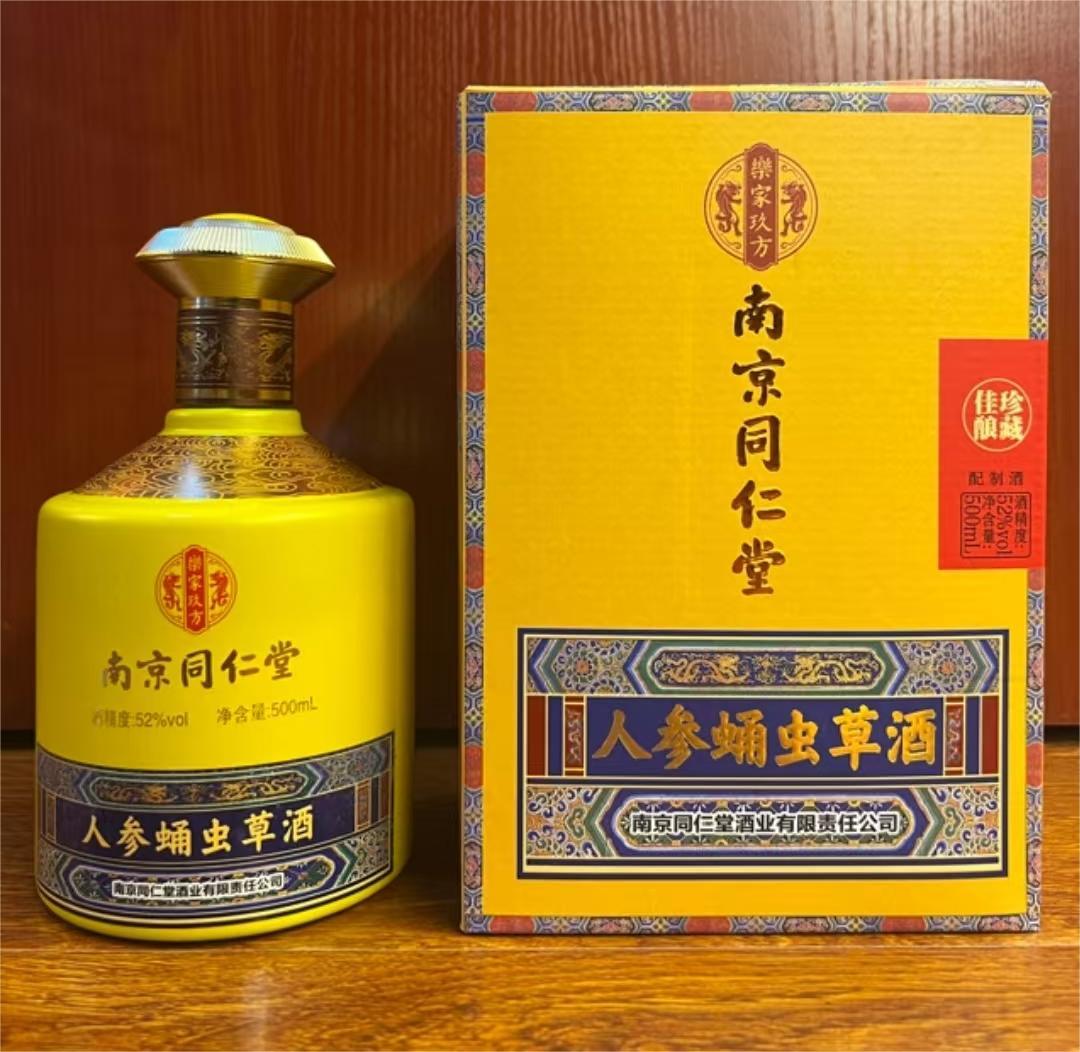 樂家玖方
南京同仁堂
酒精度:52%vol 净含量:500mL
人参蛹虫草酒
南京同仁堂酒业有限责任公司
樂家玖方
南京同仁堂
珍藏
佳酿
配制酒
酒精度:
52%vol
净含量:
500mL
人参蛹虫草酒
南京同仁堂酒业有限责任公司